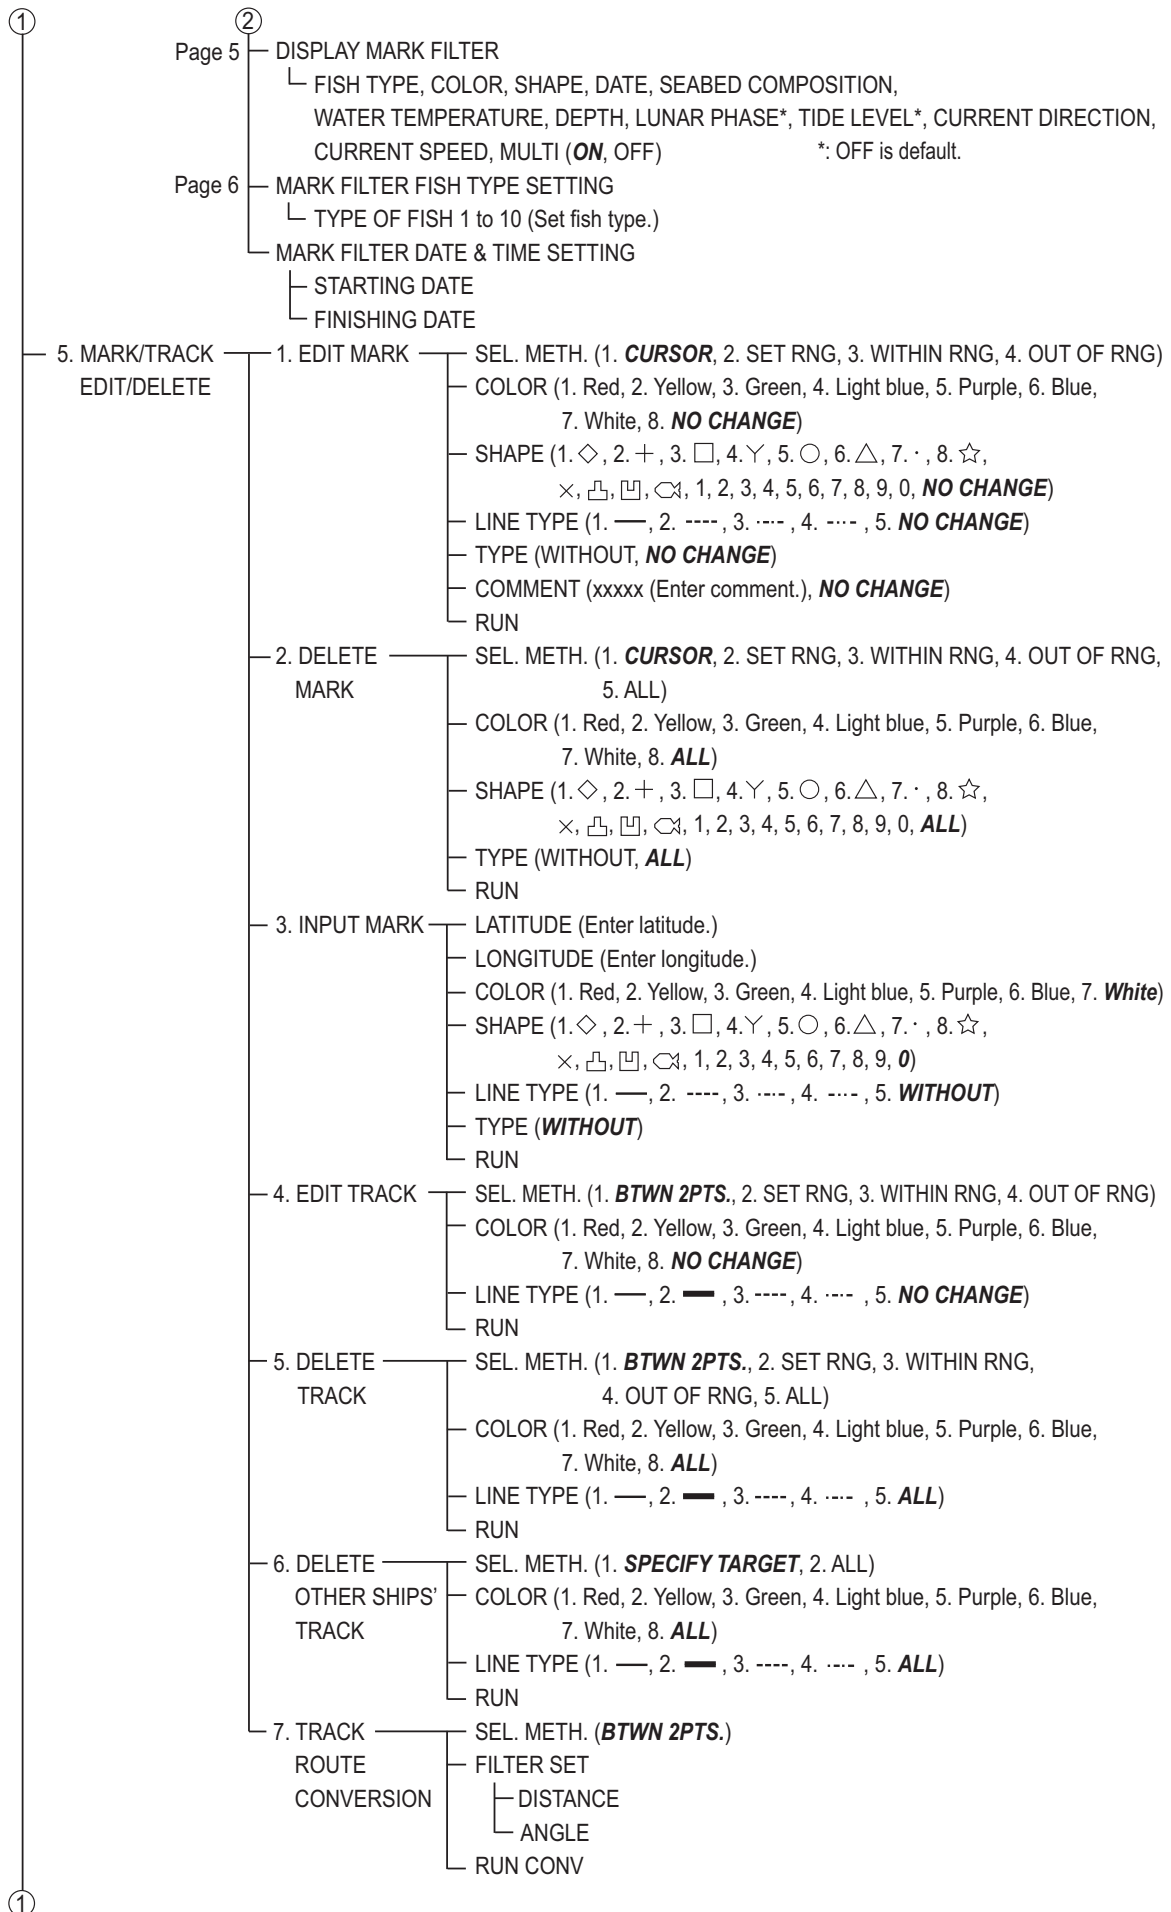 ① ②
Page 5 DISPLAY MARK FILTER
FISH TYPE, COLOR, SHAPE, DATE, SEABED COMPOSITION,
WATER TEMPERATURE, DEPTH, LUNAR PHASE*, TIDE LEVEL*, CURRENT DIRECTION,
CURRENT SPEED, MULTI (ON, OFF) *: OFF is default.
Page 6 MARK FILTER FISH TYPE SETTING
TYPE OF FISH 1 to 10 (Set fish type.)
MARK FILTER DATE & TIME SETTING
STARTING DATE
FINISHING DATE
5. MARK/TRACK EDIT/DELETE
1. EDIT MARK
SEL. METH. (1. CURSOR, 2. SET RNG, 3. WITHIN RNG, 4. OUT OF RNG)
COLOR (1. Red, 2. Yellow, 3. Green, 4. Light blue, 5. Purple, 6. Blue,
7. White, 8. NO CHANGE)
SHAPE (1. ◇, 2. +, 3. □, 4. Y, 5. ○, 6. △, 7. ·, 8. ☆,
×, 凸, 凹, , 1, 2, 3, 4, 5, 6, 7, 8, 9, 0, NO CHANGE)
LINE TYPE (1. —, 2. ----, 3. -·-·-, 4. -··-, 5. NO CHANGE)
TYPE (WITHOUT, NO CHANGE)
COMMENT (xxxxx (Enter comment.), NO CHANGE)
RUN
2. DELETE MARK
SEL. METH. (1. CURSOR, 2. SET RNG, 3. WITHIN RNG, 4. OUT OF RNG,
5. ALL)
COLOR (1. Red, 2. Yellow, 3. Green, 4. Light blue, 5. Purple, 6. Blue,
7. White, 8. ALL)
SHAPE (1. ◇, 2. +, 3. □, 4. Y, 5. ○, 6. △, 7. ·, 8. ☆,
×, 凸, 凹, , 1, 2, 3, 4, 5, 6, 7, 8, 9, 0, ALL)
TYPE (WITHOUT, ALL)
RUN
3. INPUT MARK
LATITUDE (Enter latitude.)
LONGITUDE (Enter longitude.)
COLOR (1. Red, 2. Yellow, 3. Green, 4. Light blue, 5. Purple, 6. Blue, 7. White)
SHAPE (1. ◇, 2. +, 3. □, 4. Y, 5. ○, 6. △, 7. ·, 8. ☆,
×, 凸, 凹, , 1, 2, 3, 4, 5, 6, 7, 8, 9, 0)
LINE TYPE (1. —, 2. ----, 3. -·-·-, 4. -··-, 5. WITHOUT)
TYPE (WITHOUT)
RUN
4. EDIT TRACK
SEL. METH. (1. BTWN 2PTS., 2. SET RNG, 3. WITHIN RNG, 4. OUT OF RNG)
COLOR (1. Red, 2. Yellow, 3. Green, 4. Light blue, 5. Purple, 6. Blue,
7. White, 8. NO CHANGE)
LINE TYPE (1. —, 2. ━, 3. ----, 4. -·-·-, 5. NO CHANGE)
RUN
5. DELETE TRACK
SEL. METH. (1. BTWN 2PTS., 2. SET RNG, 3. WITHIN RNG,
4. OUT OF RNG, 5. ALL)
COLOR (1. Red, 2. Yellow, 3. Green, 4. Light blue, 5. Purple, 6. Blue,
7. White, 8. ALL)
LINE TYPE (1. —, 2. ━, 3. ----, 4. -·-·-, 5. ALL)
RUN
6. DELETE OTHER SHIPS' TRACK
SEL. METH. (1. SPECIFY TARGET, 2. ALL)
COLOR (1. Red, 2. Yellow, 3. Green, 4. Light blue, 5. Purple, 6. Blue,
7. White, 8. ALL)
LINE TYPE (1. —, 2. ━, 3. ----, 4. -·-·-, 5. ALL)
RUN
7. TRACK ROUTE CONVERSION
SEL. METH. (BTWN 2PTS.)
FILTER SET
DISTANCE
ANGLE
RUN CONV
①